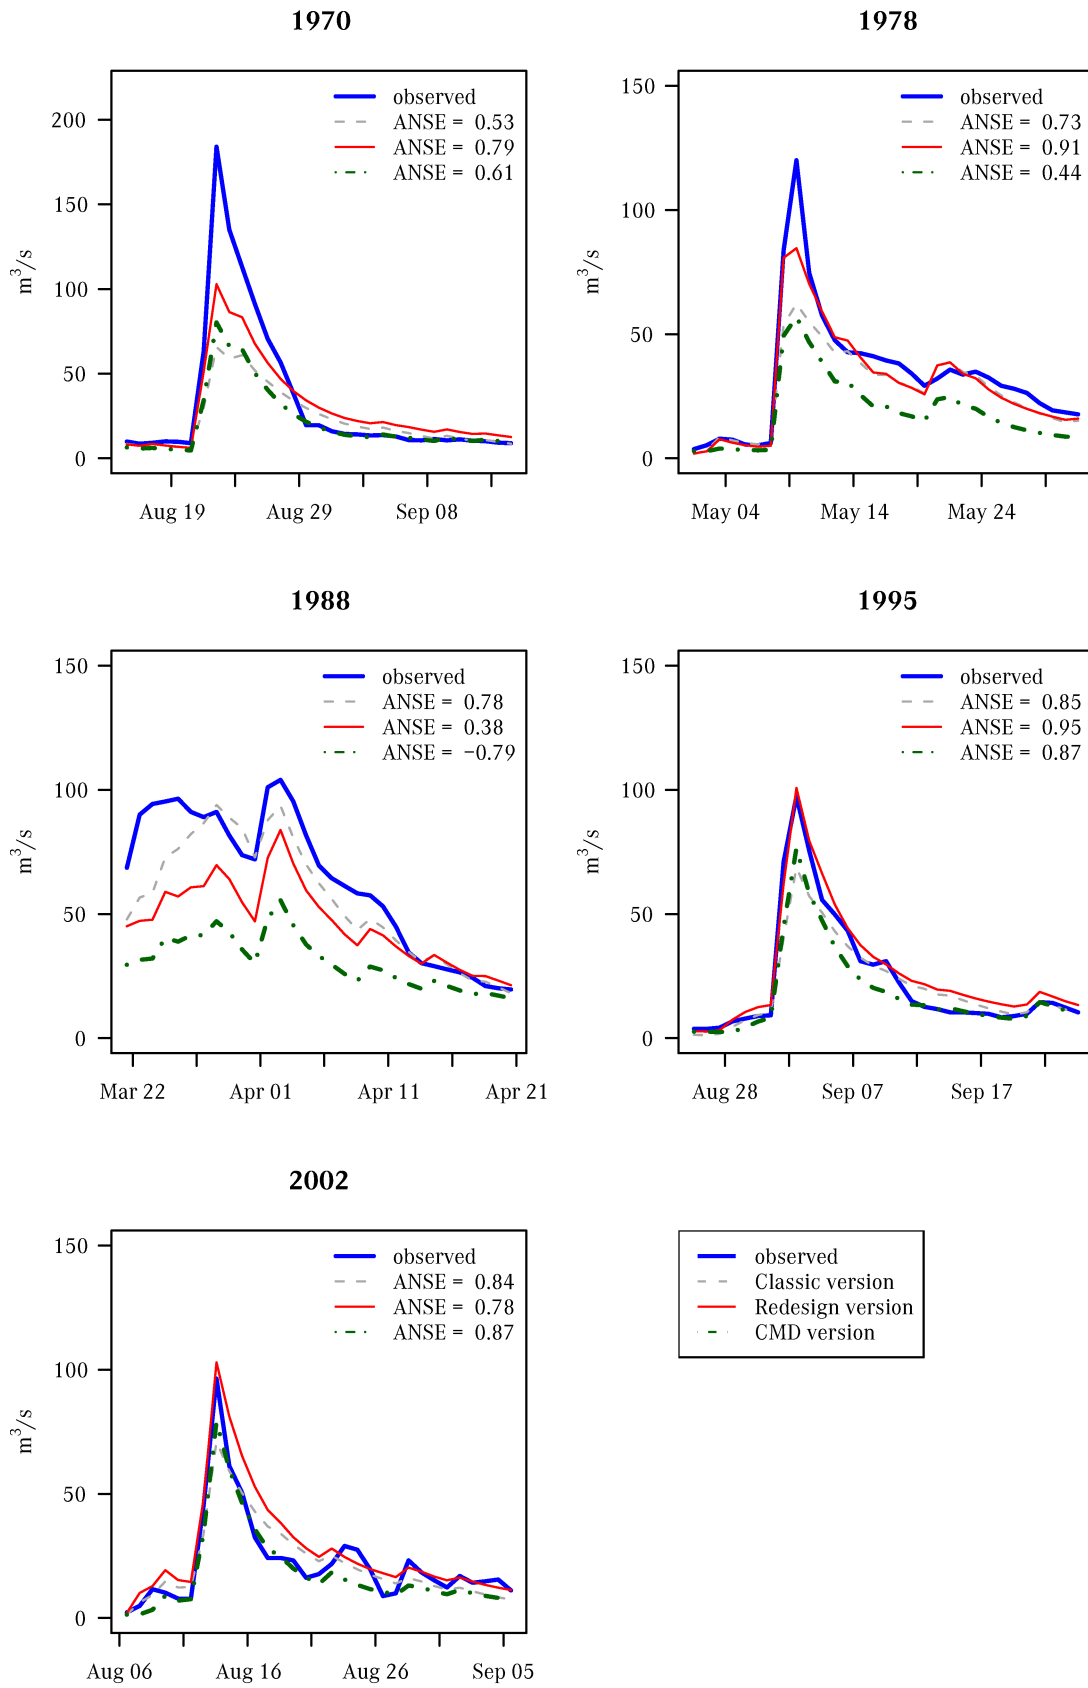 1970
observed
ANSE = 0.53
ANSE = 0.79
ANSE = 0.61
200
150
100
50
0
m³/s
Aug 19
Aug 29
Sep 08
1978
observed
ANSE = 0.73
ANSE = 0.91
ANSE = 0.44
150
100
50
0
m³/s
May 04
May 14
May 24
1988
observed
ANSE = 0.78
ANSE = 0.38
ANSE = −0.79
150
100
50
0
m³/s
Mar 22
Apr 01
Apr 11
Apr 21
1995
observed
ANSE = 0.85
ANSE = 0.95
ANSE = 0.87
150
100
50
0
m³/s
Aug 28
Sep 07
Sep 17
2002
observed
ANSE = 0.84
ANSE = 0.78
ANSE = 0.87
150
100
50
0
m³/s
Aug 06
Aug 16
Aug 26
Sep 05
observed
Classic version
Redesign version
CMD version